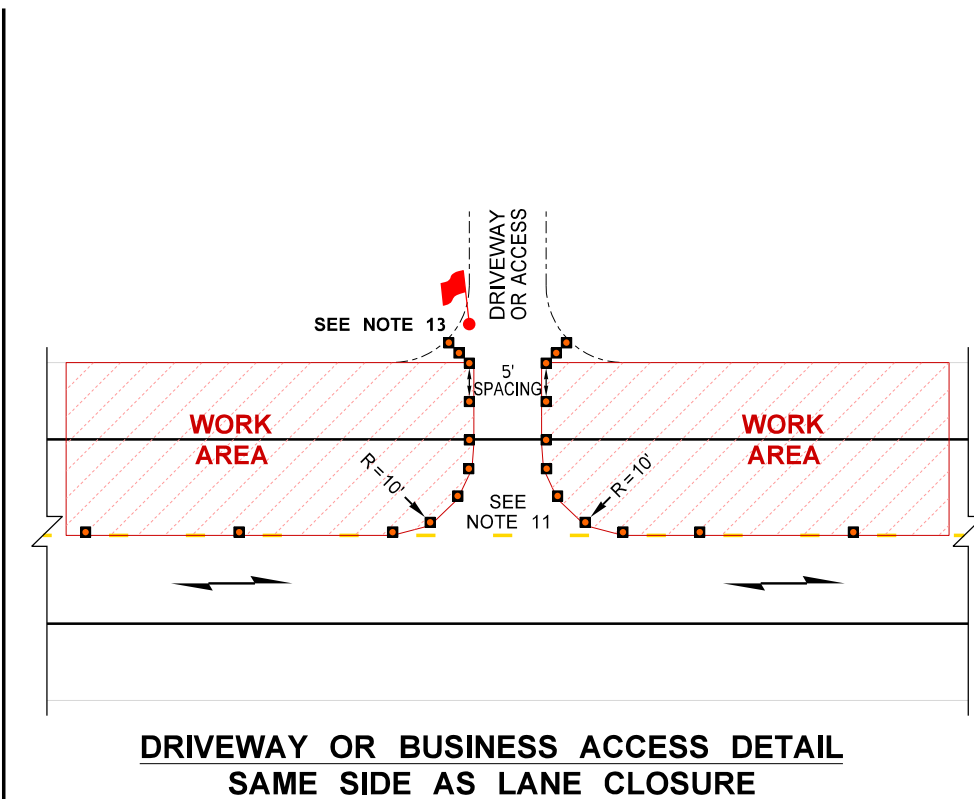 DRIVEWAY
OR ACCESS
SEE NOTE 13
5'
SPACING
WORK
AREA
WORK
AREA
R=10'
R=10'
SEE
NOTE 11
DRIVEWAY OR BUSINESS ACCESS DETAIL
SAME SIDE AS LANE CLOSURE